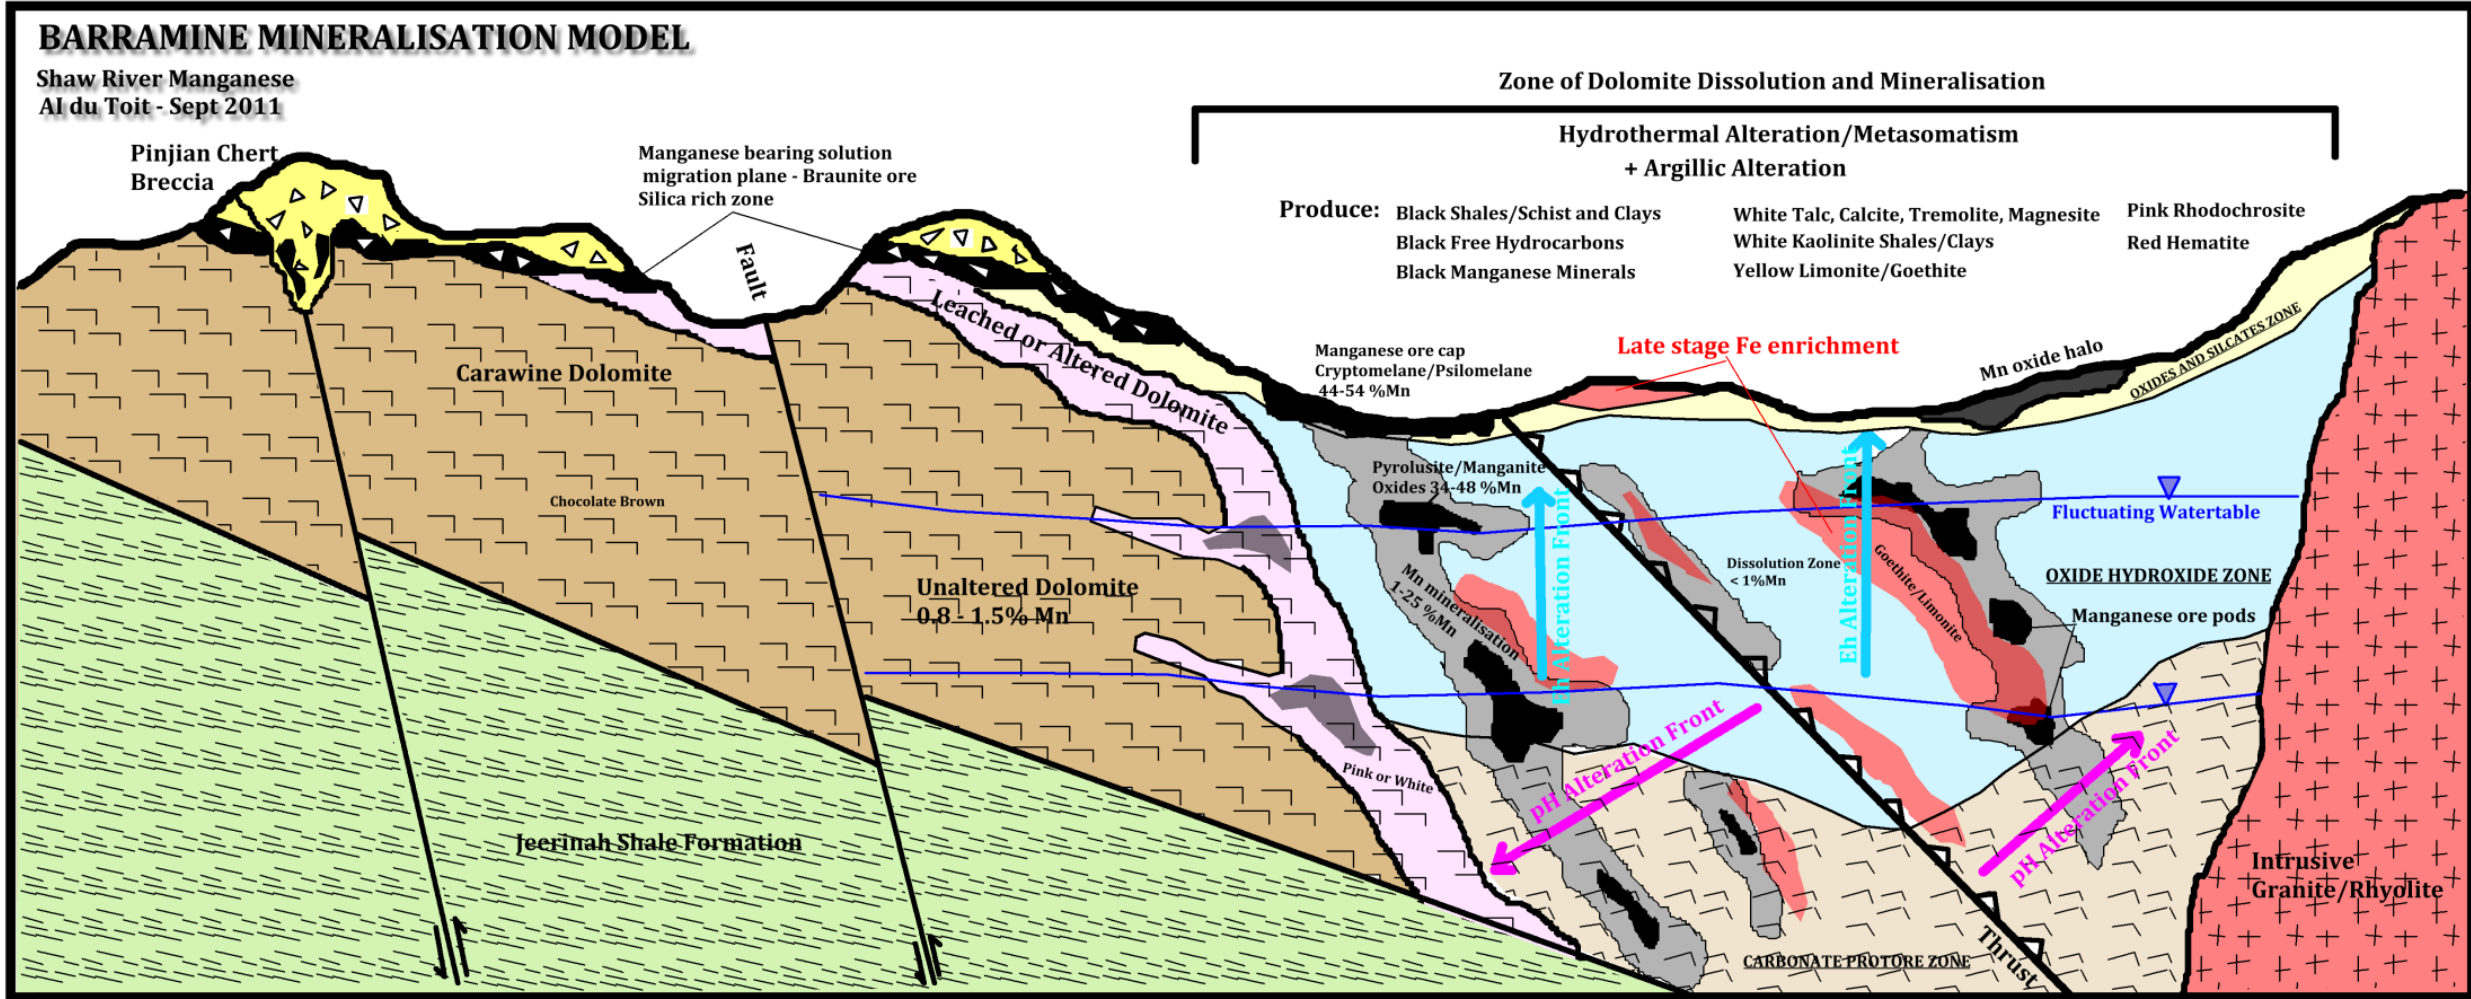 BARRAMINE MINERALISATION MODEL
Shaw River Manganese
Al du Toit - Sept 2011
Pinjian Chert
Breccia
Manganese bearing solution
migration plane - Braunite ore
Silica rich zone
Fault
Zone of Dolomite Dissolution and Mineralisation
Hydrothermal Alteration/Metasomatism
+ Argillic Alteration
Produce:
Black Shales/Schist and Clays
Black Free Hydrocarbons
Black Manganese Minerals
White Talc, Calcite, Tremolite, Magnesite
White Kaolinite Shales/Clays
Yellow Limonite/Goethite
Pink Rhodochrosite
Red Hematite
Leached or Altered Dolomite
Carawine Dolomite
Chocolate Brown
Manganese ore cap
Cryptomelane/Psilomelane
44-54 %Mn
Late stage Fe enrichment
Mn oxide halo
OXIDES AND SILCATES ZONE
Pyrolusite/Manganite
Oxides 34-48 %Mn
Eh Alteration Front
Eh Alteration Front
Fluctuating Watertable
Dissolution Zone
< 1%Mn
Goethite/Limonite
OXIDE HYDROXIDE ZONE
Manganese ore pods
Mn mineralisation
1-25 %Mn
Unaltered Dolomite
0.8 - 1.5% Mn
Pink or White
pH Alteration Front
pH Alteration Front
Jeerinah Shale Formation
Intrusive
Granite/Rhyolite
CARBONATE PROTORE ZONE
Thrust